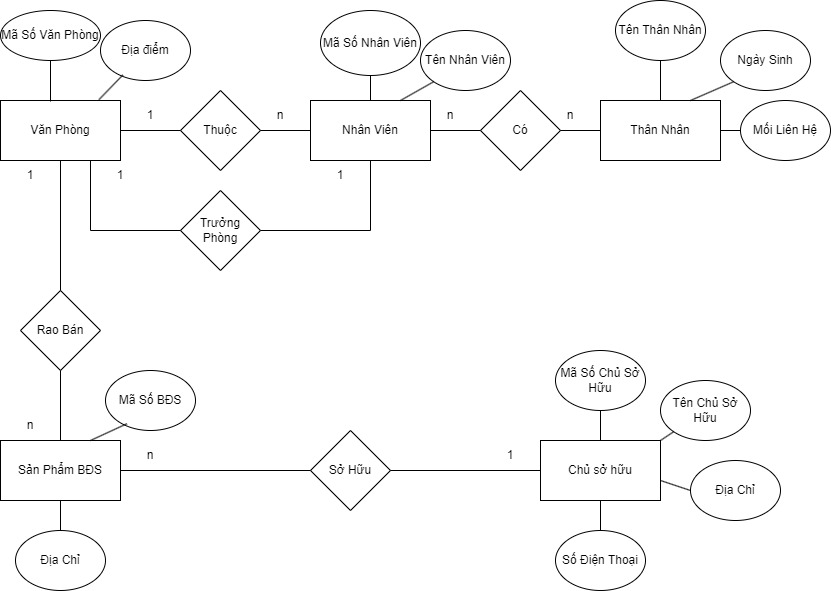 Mã Số Văn Phòng
Địa điểm
Mã Số Nhân Viên
Tên Nhân Viên
Tên Thân Nhân
Ngày Sinh
Văn Phòng
1
Thuộc
n
Nhân Viên
n
Có
n
Thân Nhân
Mối Liên Hệ
1
1
Trưởng
Phòng
1
Rao Bán
n
Mã Số BĐS
Mã Số Chủ Sở
Hữu
Tên Chủ Sở
Hữu
Sản Phẩm BĐS
n
Sở Hữu
1
Chủ sở hữu
Địa Chỉ
Địa Chỉ
Số Điện Thoại